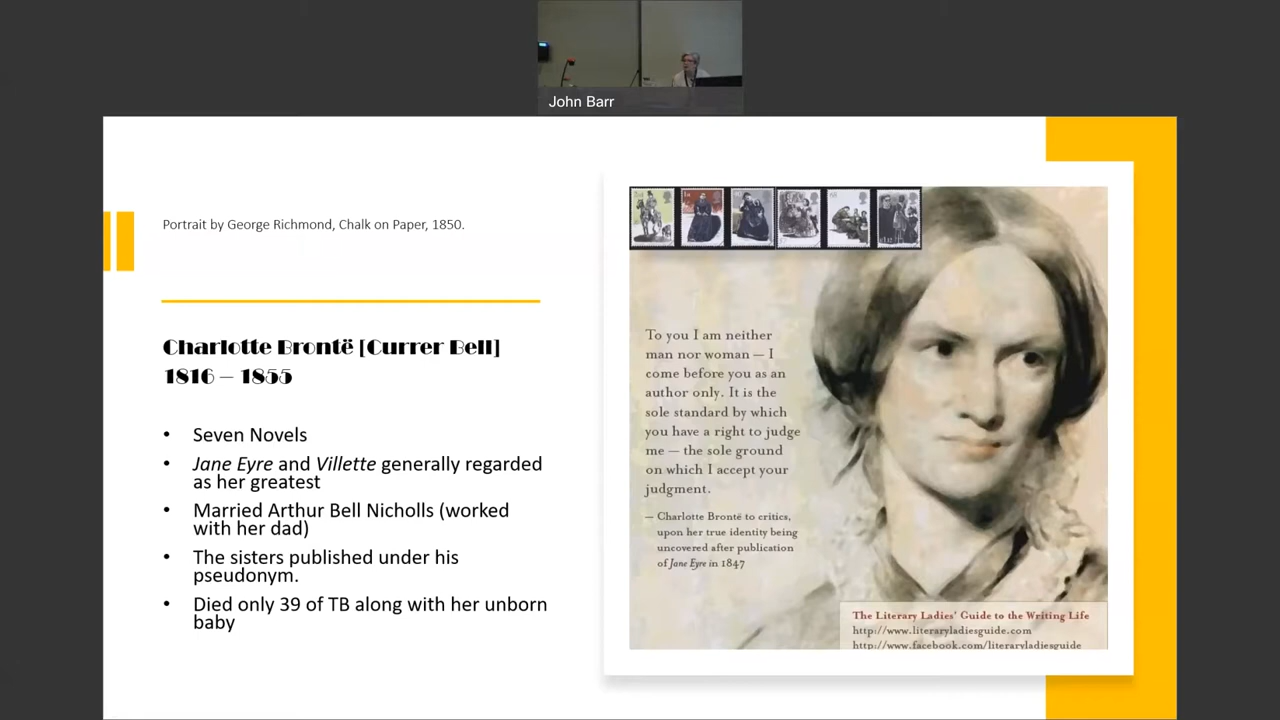 John Barr
Portrait by George Richmond, Chalk on Paper, 1850.
Charlotte Brontë [Currer Bell]
1816 – 1855
• Seven Novels
• Jane Eyre and Villette generally regarded
as her greatest
• Married Arthur Bell Nicholls (worked
with her dad)
• The sisters published under his
pseudonym.
• Died only 39 of TB along with her unborn
baby
To you I am neither
man nor woman — I
come before you as an
author only. It is the
sole standard by which
you have a right to judge
me — the sole ground
on which I accept your
judgment.
— Charlotte Brontë to critics,
upon her true identity being
uncovered after publication
of Jane Eyre in 1847
The Literary Ladies' Guide to the Writing Life
http://www.literaryladiesguide.com
http://www.facebook.com/literaryladiesguide